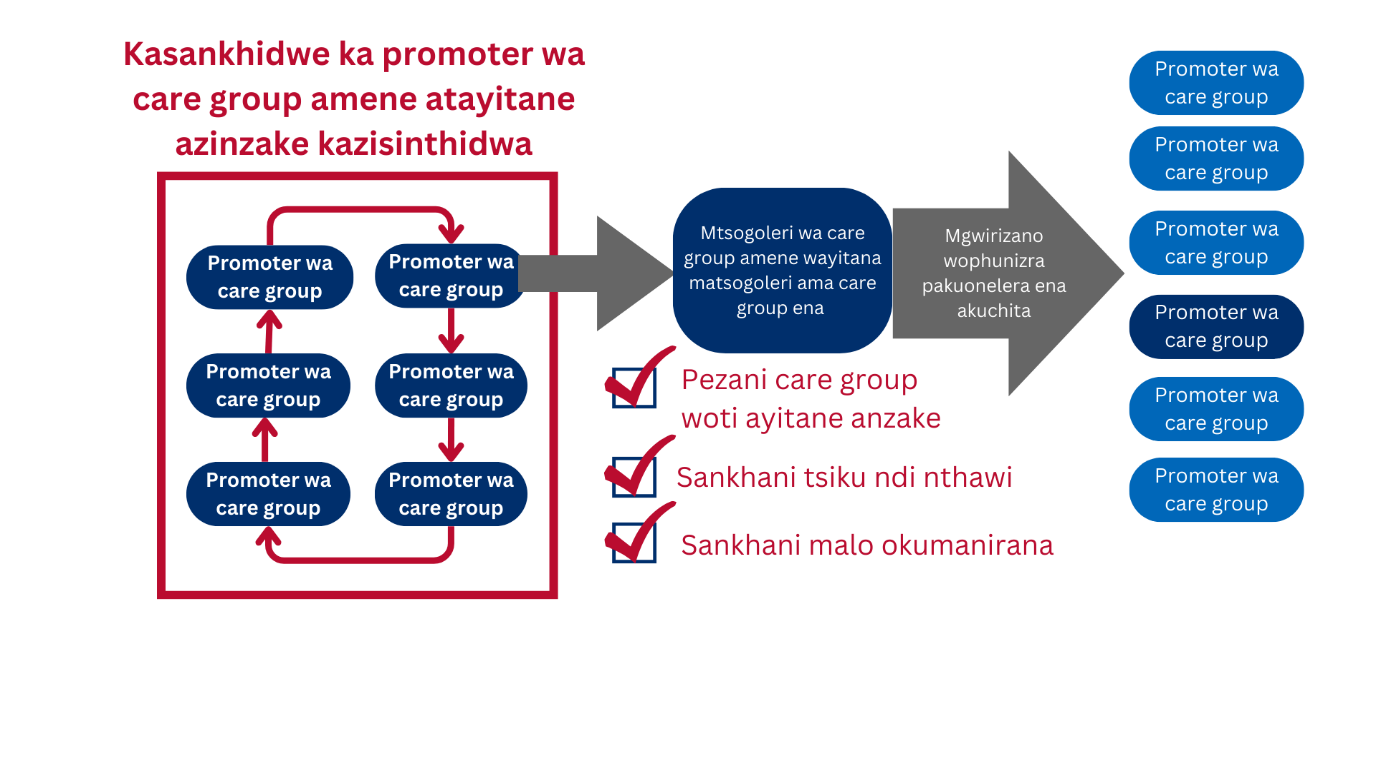 Kasankhidwe ka promoter wa
care group amene atayitane
azinzake kazisinthidwa
Promoter wa
care group
Promoter wa
care group
Promoter wa
care group
Promoter wa
care group
Promoter wa
care group
Promoter wa
care group
Mtsogoleri wa care
group amene wayitana
matsogoleri ama care
group ena
Mgwirizano
wophunizra
pakuonelera ena
akuchita
Pezani care group
woti ayitane anzake
Sankhani tsiku ndi nthawi
Sankhani malo okumanirana
Promoter wa
care group
Promoter wa
care group
Promoter wa
care group
Promoter wa
care group
Promoter wa
care group
Promoter wa
care group